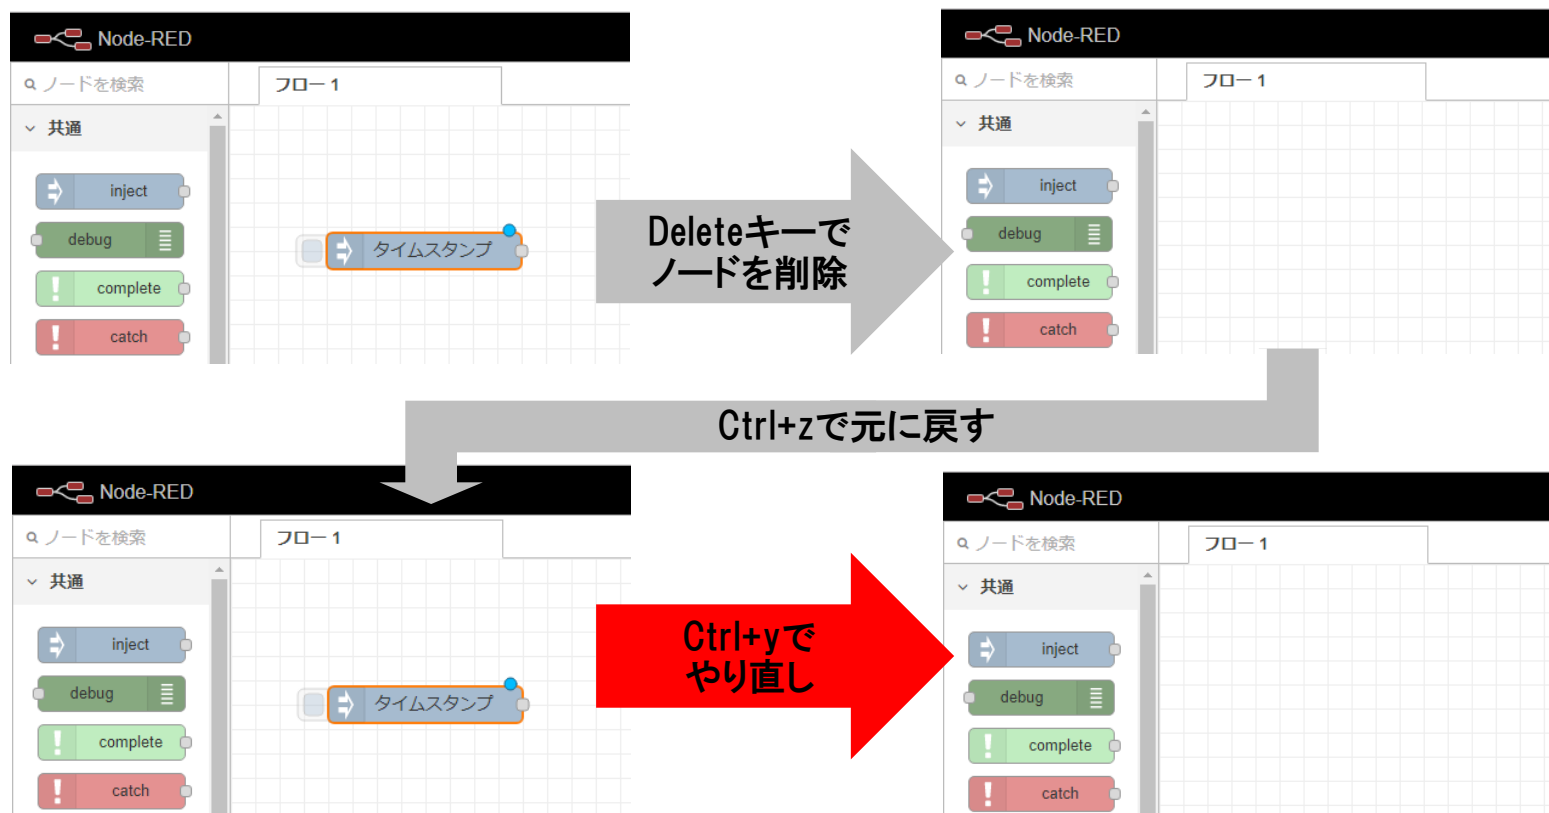 Node-RED
ノードを検索
フロー 1
共通
inject
debug
complete
catch
タイムスタンプ
Deleteキーで
ノードを削除
Node-RED
ノードを検索
フロー 1
共通
inject
debug
complete
catch
Ctrl+zで元に戻す
Node-RED
ノードを検索
フロー 1
共通
inject
debug
complete
catch
タイムスタンプ
Ctrl+yで
やり直し
Node-RED
ノードを検索
フロー 1
共通
inject
debug
complete
catch